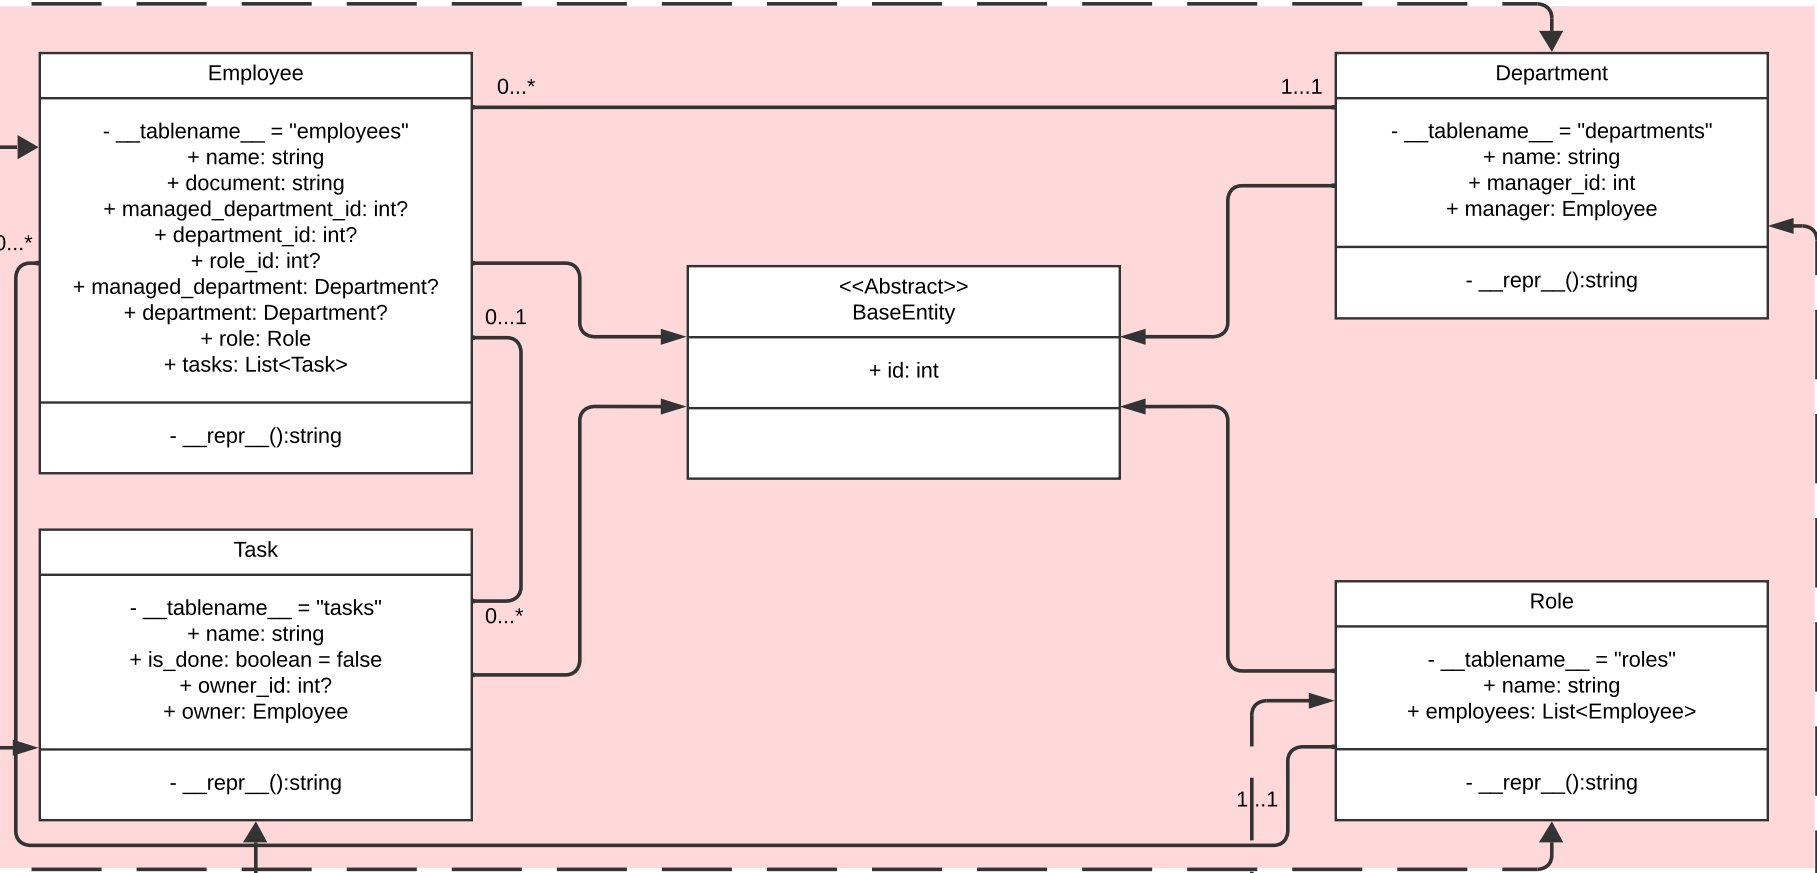 Employee
- __tablename__ = "employees"
+ name: string
+ document: string
+ managed_department_id: int?
+ department_id: int?
+ role_id: int?
+ managed_department: Department?
+ department: Department?
+ role: Role
+ tasks: List<Task>
- __repr__():string
0...*
1...1
0...*
0...1
Department
- __tablename__ = "departments"
+ name: string
+ manager_id: int
+ manager: Employee
- __repr__():string
<<Abstract>>
BaseEntity
+ id: int
Task
- __tablename__ = "tasks"
+ name: string
+ is_done: boolean = false
+ owner_id: int?
+ owner: Employee
- __repr__():string
0...*
Role
- __tablename__ = "roles"
+ name: string
+ employees: List<Employee>
- __repr__():string
1...1